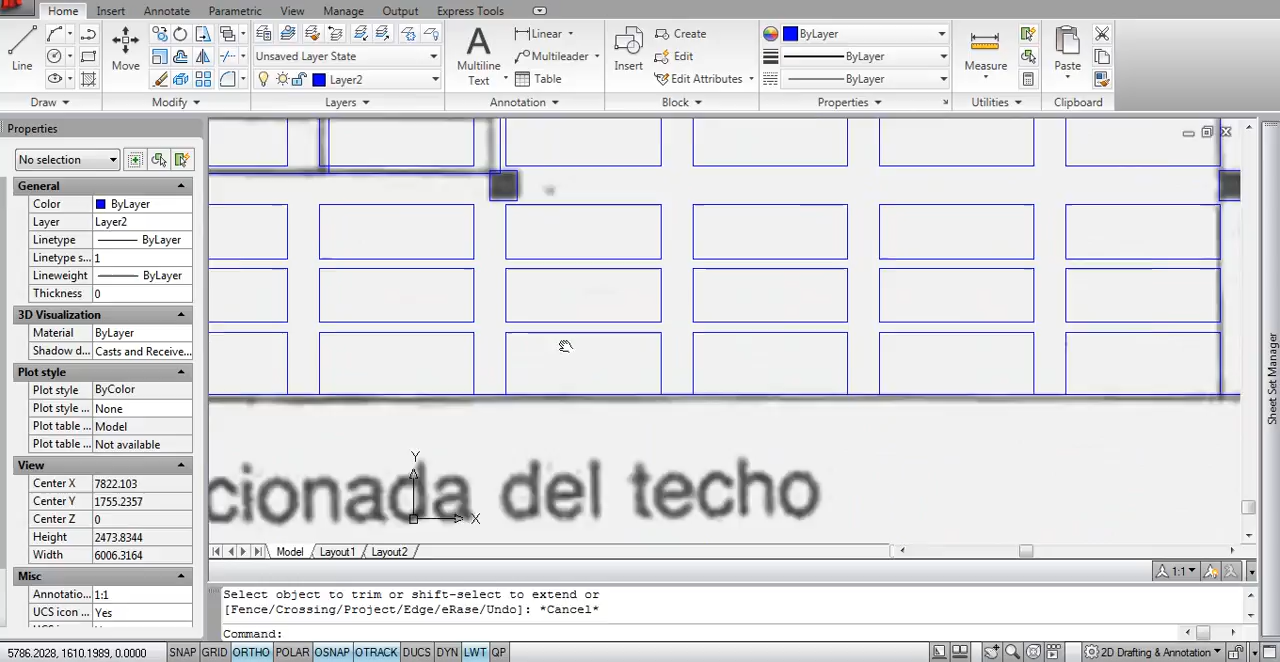 Home Insert Annotate Parametric View Manage Output Express Tools
Line
Move
Unsaved Layer State
Layer2
Multiline
Text
Linear
Multileader
Table
Insert
Create
Edit
Edit Attributes
ByLayer
ByLayer
ByLayer
Measure
Paste
Draw Modify Layers Annotation Block Properties Utilities Clipboard
Properties
No selection
General
Color ByLayer
Layer Layer2
Linetype ByLayer
Linetype s... 1
Lineweight ByLayer
Thickness 0
3D Visualization
Material ByLayer
Shadow d... Casts and Receive...
Plot style
Plot style ByColor
Plot style ... None
Plot table ... Model
Plot table ... Not available
View
Center X 7822.103
Center Y 1755.2357
Center Z 0
Height 2473.8344
Width 6006.3164
Misc
Annotatio... 1:1
UCS icon ... Yes
cionada del techo
Y
X
Model Layout1 Layout2
1:1
Sheet Set Manager
Select object to trim or shift-select to extend or
[Fence/Crossing/Project/Edge/eRase/Undo]: *Cancel*
Command:
5786.2028, 1610.1989, 0.0000 SNAP GRID ORTHO POLAR OSNAP OTRACK DUCS DYN LWT QP 2D Drafting & Annotation